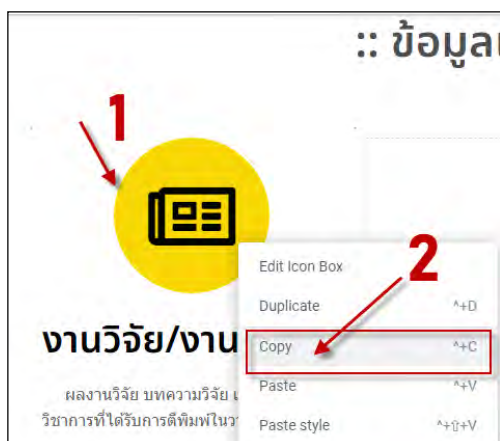 :: ข้อมูล
1
2
Edit Icon Box
Duplicate ^+D
Copy ^+C
Paste ^+V
Paste style ^+⇧+V
งานวิจัย/งาน
ผลงานวิจัย บทความวิจัย
วิชาการที่ได้รับการตีพิมพ์ใน